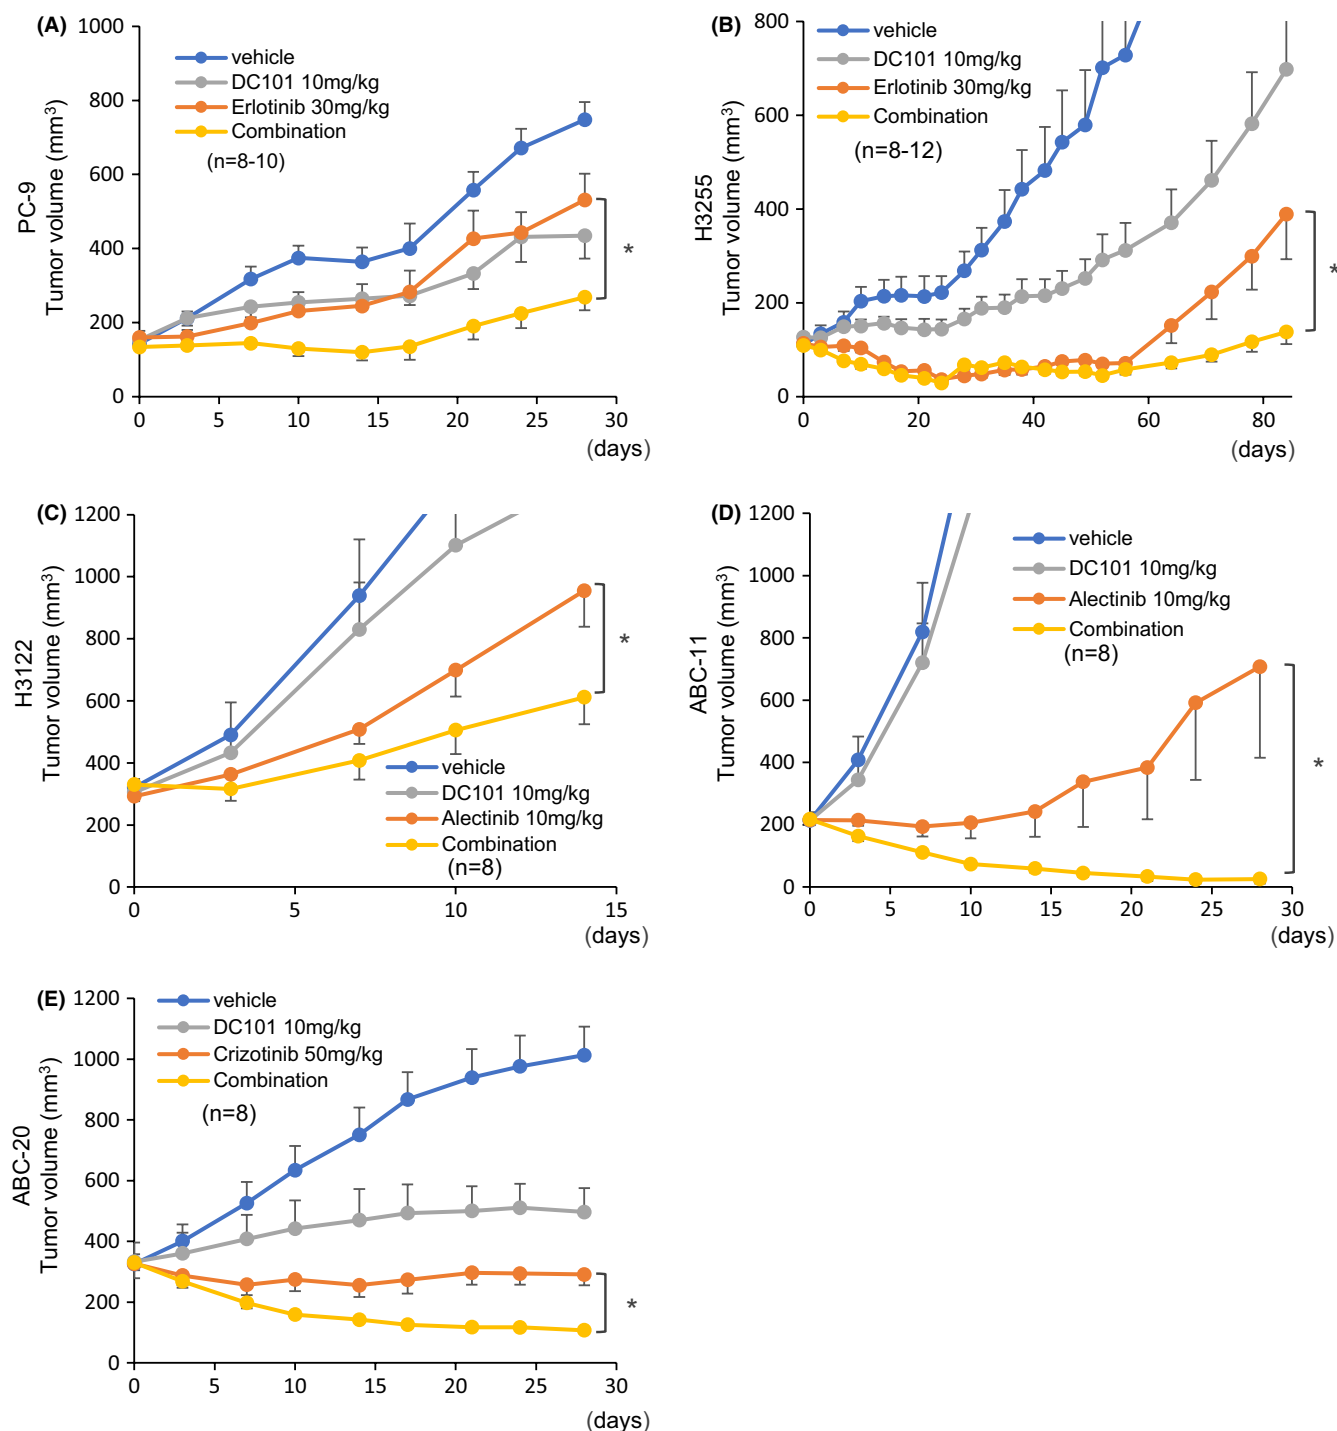 (A)
1000
800
600
400
200
0
PC-9
Tumor volume (mm³)
vehicle
DC101 10mg/kg
Erlotinib 30mg/kg
Combination
(n=8-10)
*
0 5 10 15 20 25 30
(days)
(B)
800
600
400
200
0
H3255
Tumor volume (mm³)
vehicle
DC101 10mg/kg
Erlotinib 30mg/kg
Combination
(n=8-12)
*
0 20 40 60 80
(days)
(C)
1200
1000
800
600
400
200
0
H3122
Tumor volume (mm³)
*
vehicle
DC101 10mg/kg
Alectinib 10mg/kg
Combination
(n=8)
0 5 10 15
(days)
(D)
1200
1000
800
600
400
200
0
ABC-11
Tumor volume (mm³)
vehicle
DC101 10mg/kg
Alectinib 10mg/kg
Combination
(n=8)
*
0 5 10 15 20 25 30
(days)
(E)
1200
1000
800
600
400
200
0
ABC-20
Tumor volume (mm³)
vehicle
DC101 10mg/kg
Crizotinib 50mg/kg
Combination
(n=8)
*
0 5 10 15 20 25 30
(days)